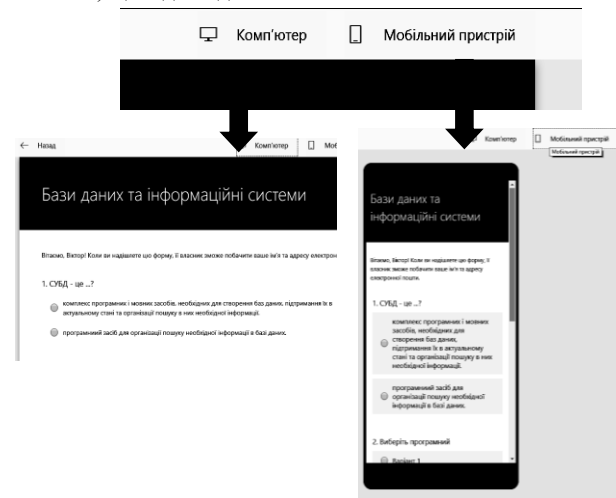 Комп'ютер Мобільний пристрій
Назад Комп'ютер Моб
Бази даних та інформаційні системи
Вітаємо, Вікторе! Коли ви надішлете цю форму, її власник зможе побачити ваше ім'я та адресу електрон
1. СУБД - це ...?
комплекс програмних і мовних засобів, необхідних для створення баз даних, підтримання їх в
актуальному стані та організації пошуку в них необхідної інформації.
програмниий засіб для організації пошуку необхідної інформації в базі даних.
Комп'ютер Мобільний пристрій
Мобільний пристрій
Бази даних та
інформаційні системи
Вітаємо, Вікторе! Коли ви надішлете цю форму, її
власник зможе побачити ваше ім'я та адресу
електронної пошти.
1. СУБД - це ...?
комплекс програмних і мовних
засобів, необхідних для
створення баз даних,
підтримання їх в актуальному
стані та організації пошуку в них
необхідної інформації.
програмниий засіб для
організації пошуку необхідної
інформації в базі даних.
2. Виберіть програмний
Варіант 1